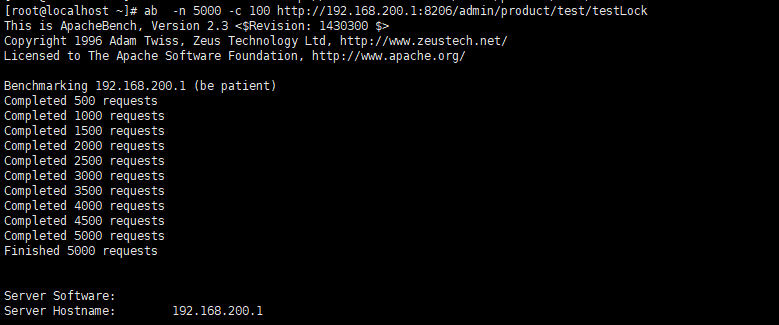 [root@localhost ~]# ab  -n 5000 -c 100 http://192.168.200.1:8206/admin/product/test/testLock
This is ApacheBench, Version 2.3 <$Revision: 1430300 $>
Copyright 1996 Adam Twiss, Zeus Technology Ltd, http://www.zeustech.net/
Licensed to The Apache Software Foundation, http://www.apache.org/

Benchmarking 192.168.200.1 (be patient)
Completed 500 requests
Completed 1000 requests
Completed 1500 requests
Completed 2000 requests
Completed 2500 requests
Completed 3000 requests
Completed 3500 requests
Completed 4000 requests
Completed 4500 requests
Completed 5000 requests
Finished 5000 requests

Server Software:
Server Hostname:        192.168.200.1